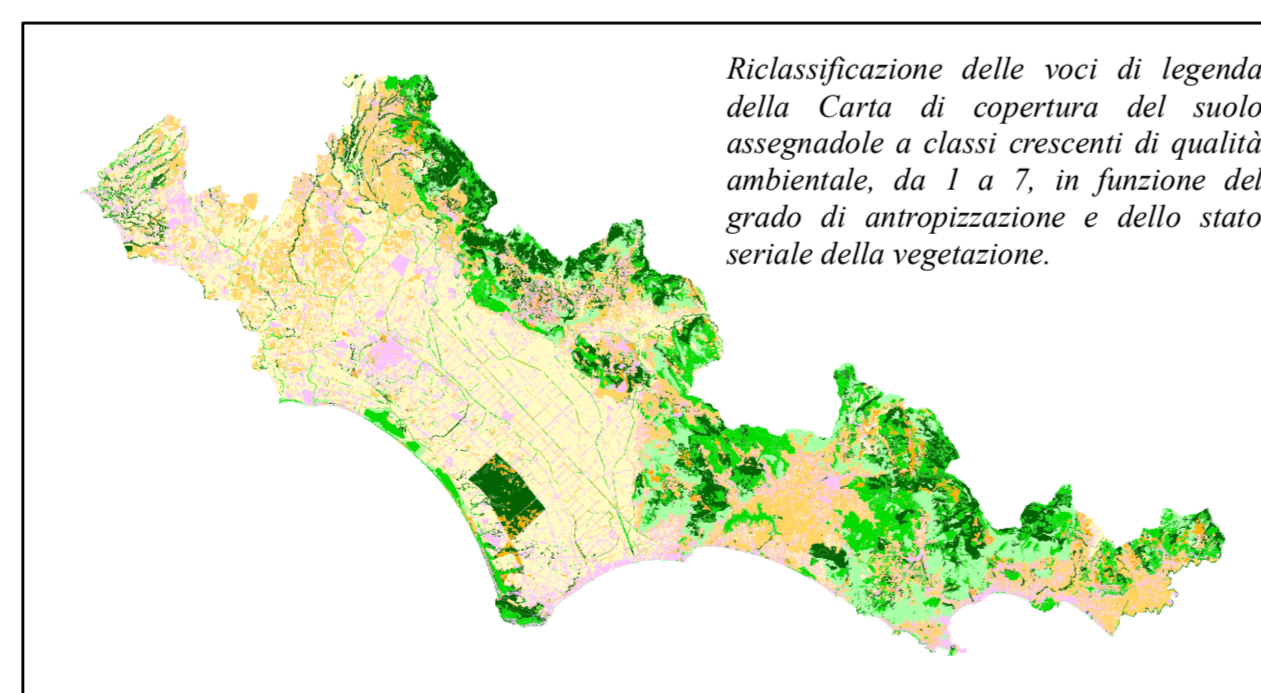 Riclassificazione delle voci di legenda
della Carta di copertura del suolo
assegnadole a classi crescenti di qualità
ambientale, da 1 a 7, in funzione del
grado di antropizzazione e dello stato
seriale della vegetazione.